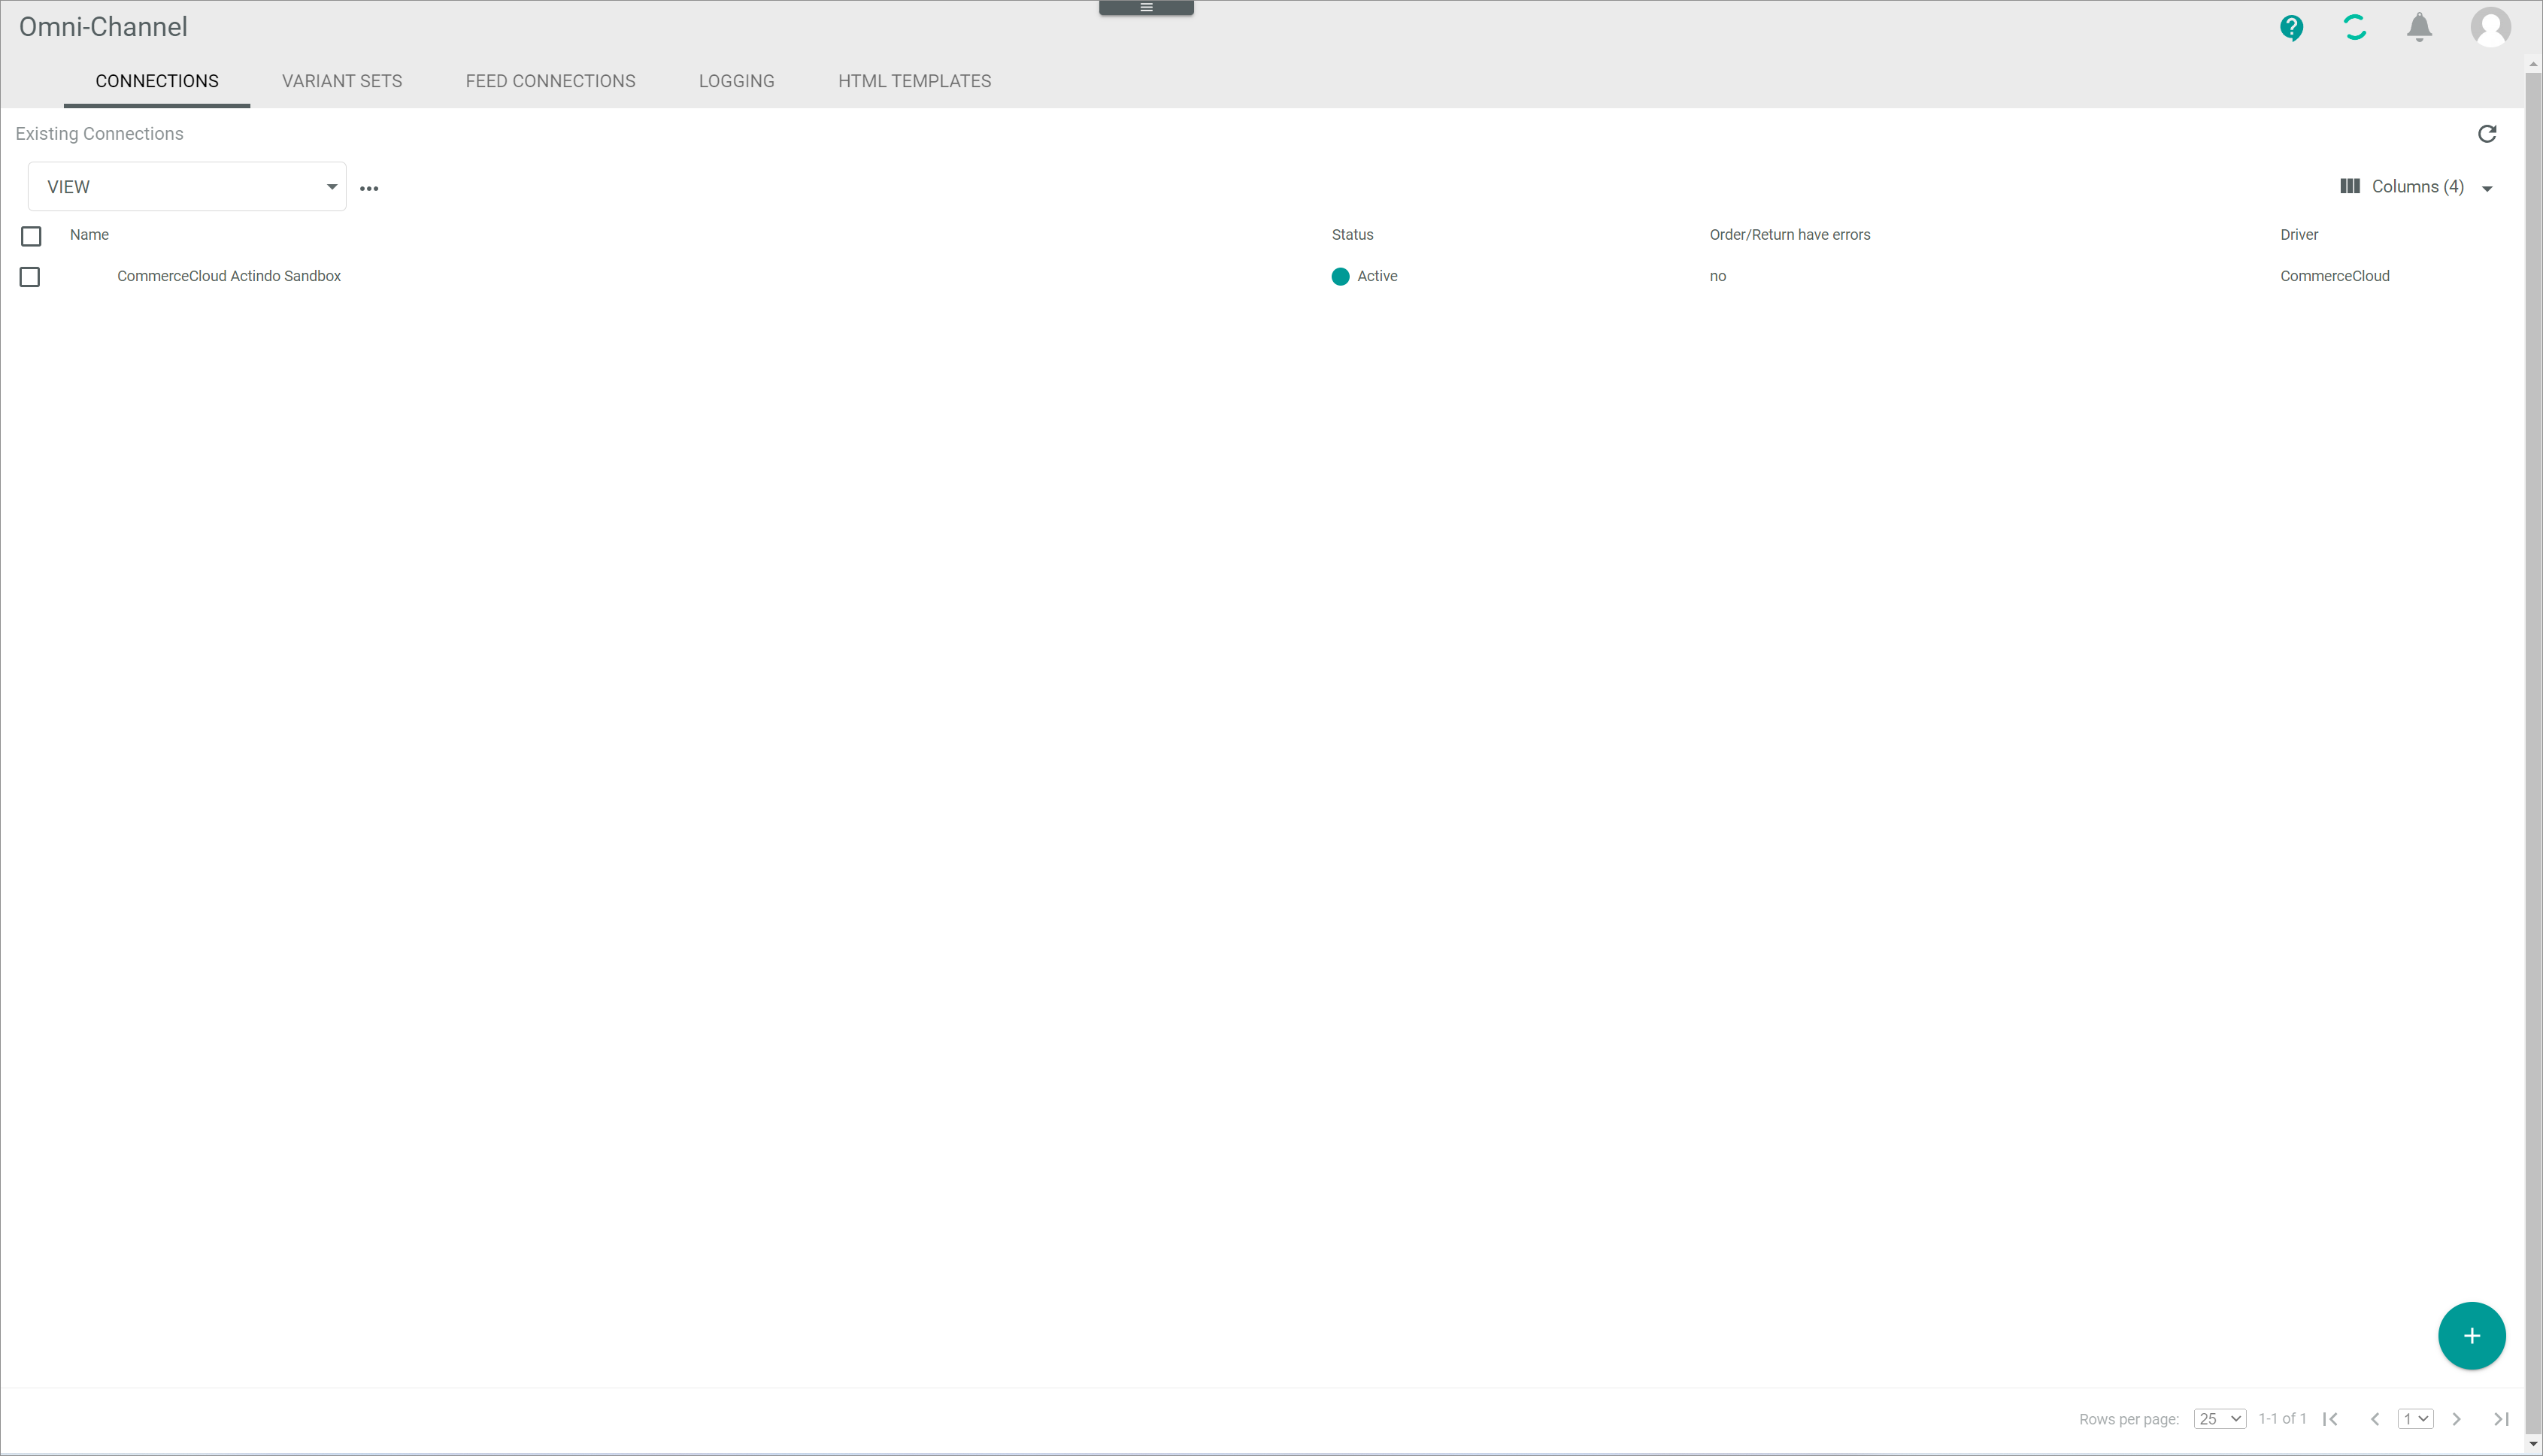 Omni-Channel
CONNECTIONS VARIANT SETS FEED CONNECTIONS LOGGING HTML TEMPLATES
Existing Connections
VIEW
Columns (4)
Name Status Order/Return have errors Driver
CommerceCloud Actindo Sandbox Active no CommerceCloud
Rows per page: 25 1-1 of 1 1